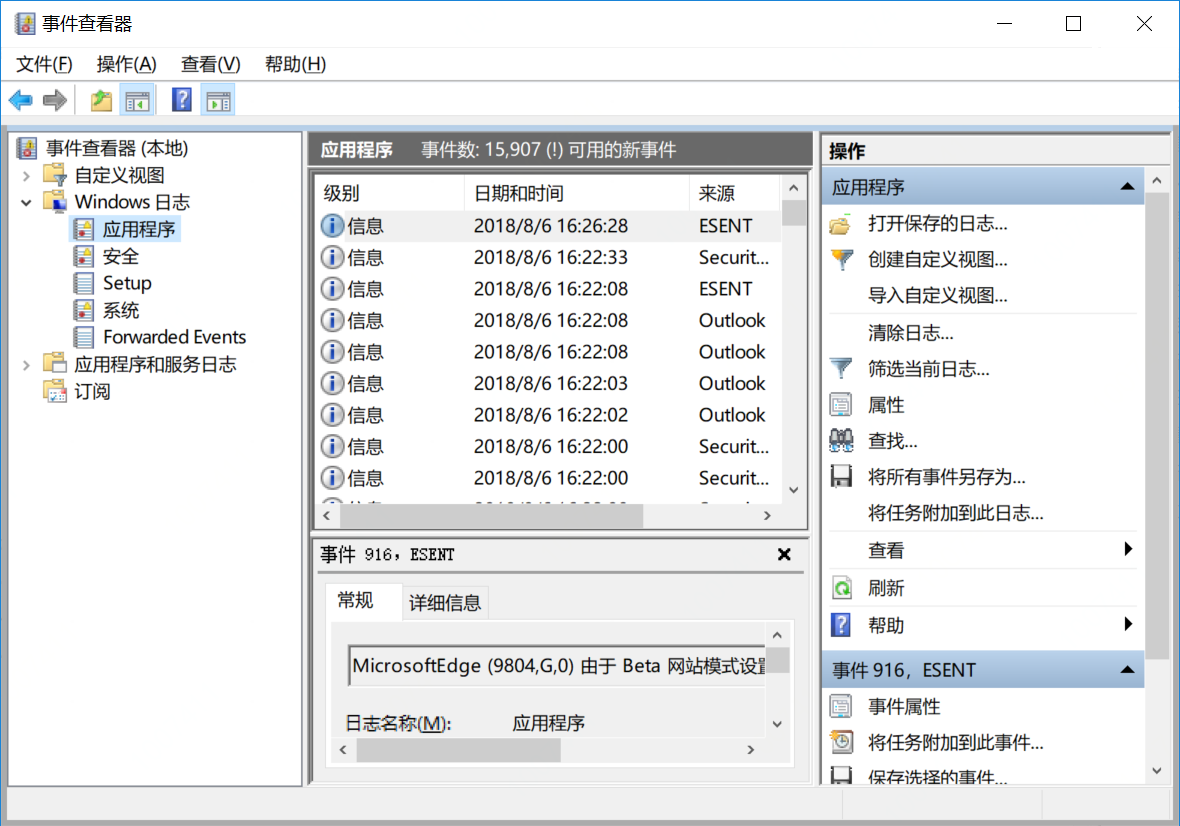 事件查看器
文件(F) 操作(A) 查看(V) 帮助(H)
事件查看器 (本地)
自定义视图
Windows 日志
应用程序
安全
Setup
系统
Forwarded Events
应用程序和服务日志
订阅
应用程序 事件数: 15,907 (!) 可用的新事件
级别 日期和时间 来源
信息 2018/8/6 16:26:28 ESENT
信息 2018/8/6 16:22:33 Securit...
信息 2018/8/6 16:22:08 ESENT
信息 2018/8/6 16:22:08 Outlook
信息 2018/8/6 16:22:08 Outlook
信息 2018/8/6 16:22:03 Outlook
信息 2018/8/6 16:22:02 Outlook
信息 2018/8/6 16:22:00 Securit...
信息 2018/8/6 16:22:00 Securit...
事件 916，ESENT
常规 详细信息
MicrosoftEdge (9804,G,0) 由于 Beta 网站模式设置
日志名称(M): 应用程序
操作
应用程序
打开保存的日志...
创建自定义视图...
导入自定义视图...
清除日志...
筛选当前日志...
属性
查找...
将所有事件另存为...
将任务附加到此日志...
查看
刷新
帮助
事件 916，ESENT
事件属性
将任务附加到此事件...
保存选择的事件...